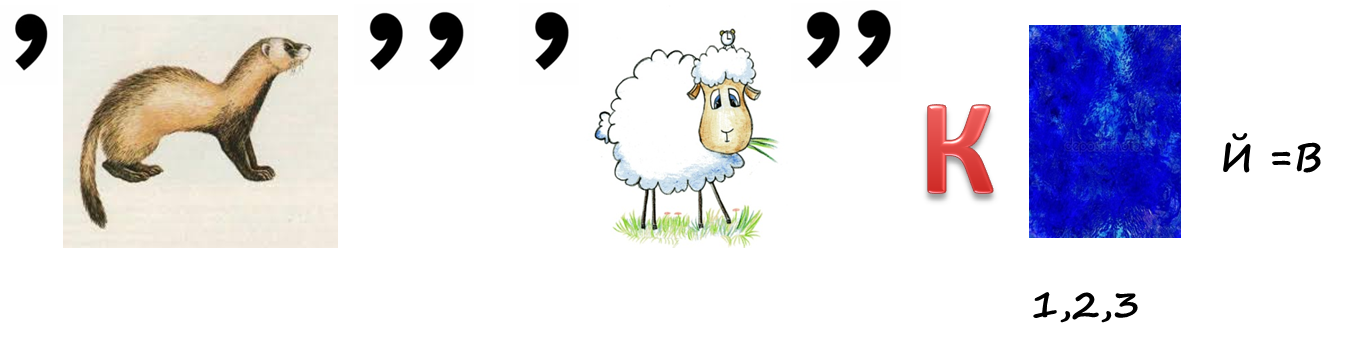 , ,, , ,, К Й =В
1,2,3